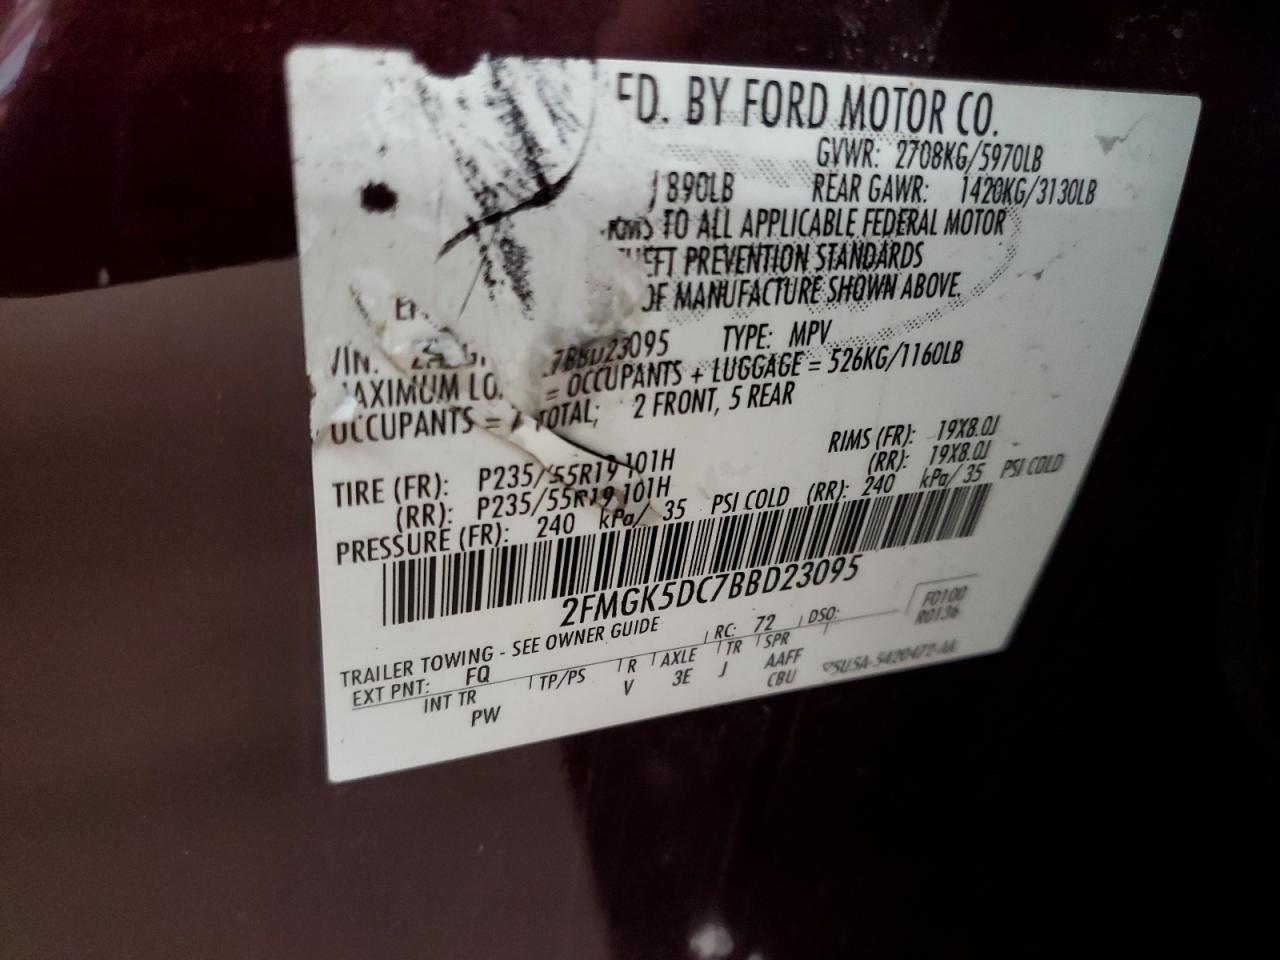 BY FORD MOTOR CO.
GVWR: 2708KG/5970LB
890LB REAR GAWR: 1420KG/3130LB
TO ALL APPLICABLE FEDERAL MOTOR
PREVENTION STANDARDS
OF MANUFACTURE SHOWN ABOVE.
VIN: 7BBD23095 TYPE: MPV
MAXIMUM = OCCUPANTS + LUGGAGE = 526KG/1160LB
OCCUPANTS = 7 TOTAL; 2 FRONT, 5 REAR
TIRE (FR): P235/55R19 101H RIMS (FR): 19X8.0J
(RR): P235/55R19 101H (RR): 19X8.0J
PRESSURE (FR): 240 kPa/ 35 PSI COLD (RR): 240 kPa/ 35 PSI COLD
2FMGK5DC7BBD23095
TRAILER TOWING - SEE OWNER GUIDE
EXT PNT: FQ RC: 72 DSO:
F0100
R0136
INT TR TP/PS R AXLE TR SPR
PW V 3E J AAFF
CBU